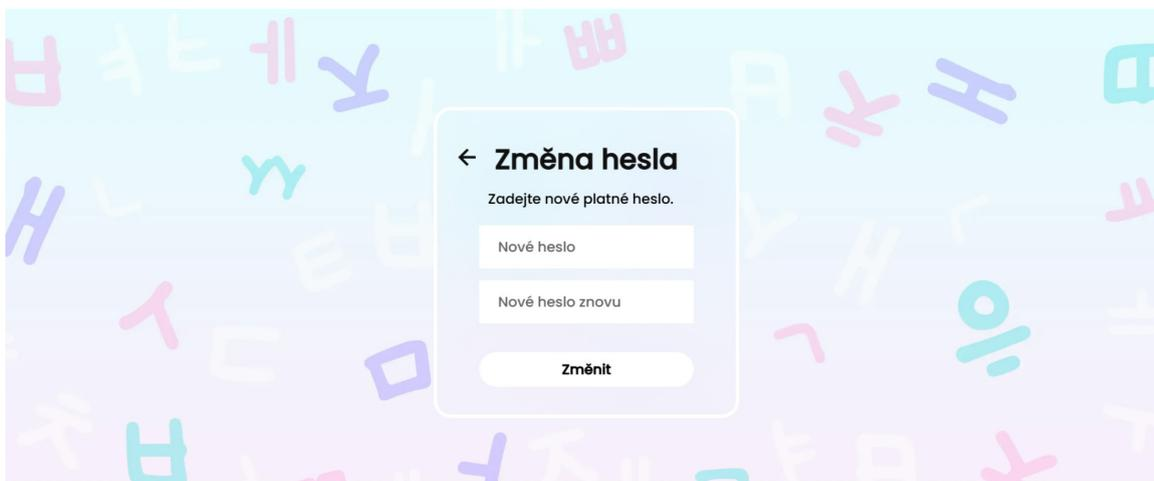 Změna hesla
Zadejte nové platné heslo.
Nové heslo
Nové heslo znovu
Změnit